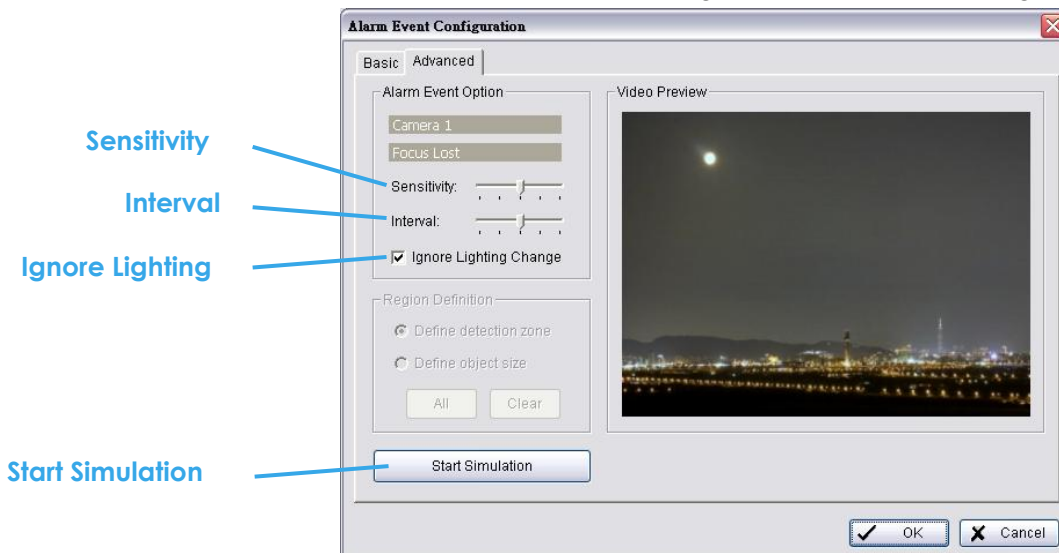 Alarm Event Configuration
Basic
Advanced
Alarm Event Option
Video Preview
Camera 1
Focus Lost
Sensitivity
Sensitivity:
Interval
Interval:
Ignore Lighting
Ignore Lighting Change
Region Definition
Define detection zone
Define object size
All
Clear
Start Simulation
Start Simulation
OK
Cancel